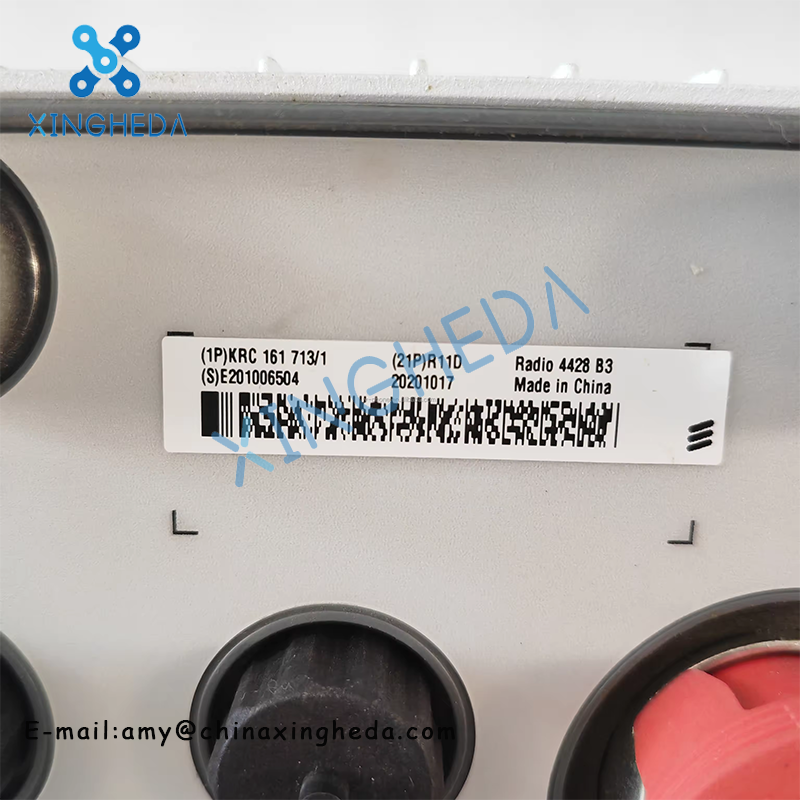 XINGHEDA
(1P)KRC 161 713/1 (21P)R11D Radio 4428 B3
(S)E201006504 20201017 Made in China
XINGHEDA
E-mail:amy@chinaxingheda.com